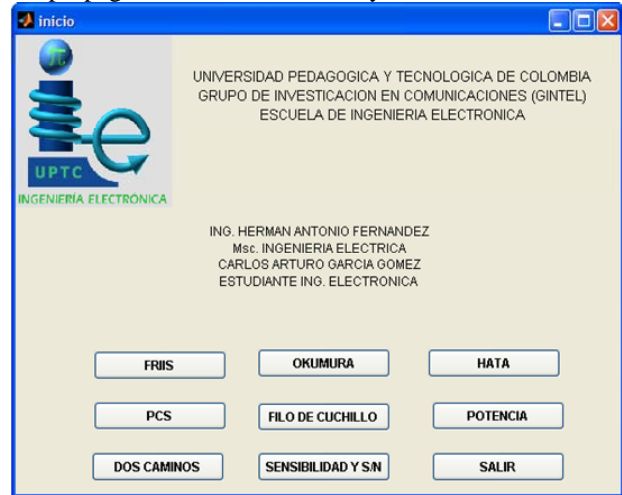 inicio
UNIVERSIDAD PEDAGOGICA Y TECNOLOGICA DE COLOMBIA
GRUPO DE INVESTIGACION EN COMUNICACIONES (GINTEL)
ESCUELA DE INGENIERIA ELECTRONICA
π
UPTC
INGENIERÍA ELECTRONICA
ING. HERMAN ANTONIO FERNANDEZ
Msc. INGENIERIA ELECTRICA
CARLOS ARTURO GARCIA GOMEZ
ESTUDIANTE ING. ELECTRONICA
FRIIS
OKUMURA
HATA
PCS
FILO DE CUCHILLO
POTENCIA
DOS CAMINOS
SENSIBILIDAD Y S/N
SALIR